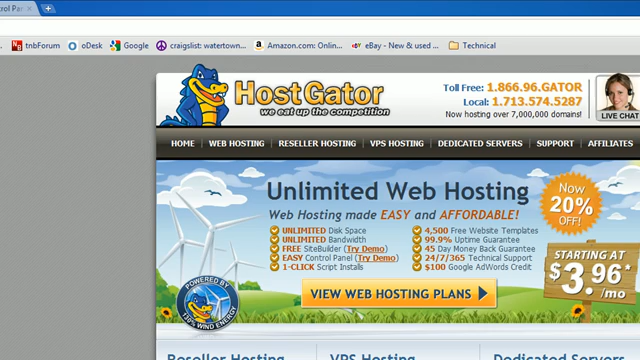 trol Pa
tnbForum
oDesk
Google
craigslist: watertown...
Amazon.com: Onlin...
eBay - New & used ...
Technical
HostGator
we eat up the competition
Toll Free: 1.866.96.GATOR
Local: 1.713.574.5287
Now hosting over 7,000,000 domains!
LIVE CHAT
HOME
WEB HOSTING
RESELLER HOSTING
VPS HOSTING
DEDICATED SERVERS
SUPPORT
AFFILIATES
Unlimited Web Hosting
Web Hosting made EASY and AFFORDABLE!
UNLIMITED Disk Space
UNLIMITED Bandwidth
FREE SiteBuilder (Try Demo)
EASY Control Panel (Try Demo)
1-CLICK Script Installs
4,500 Free Website Templates
99.9% Uptime Guarantee
45 Day Money Back Guarantee
24/7/365 Technical Support
$100 Google AdWords Credit
VIEW WEB HOSTING PLANS
Now
20%
OFF!
STARTING AT
$3.96*
/mo
POWERED BY
130% WIND ENERGY
Reseller Hosting
VPS Hosting
Dedicated Servers